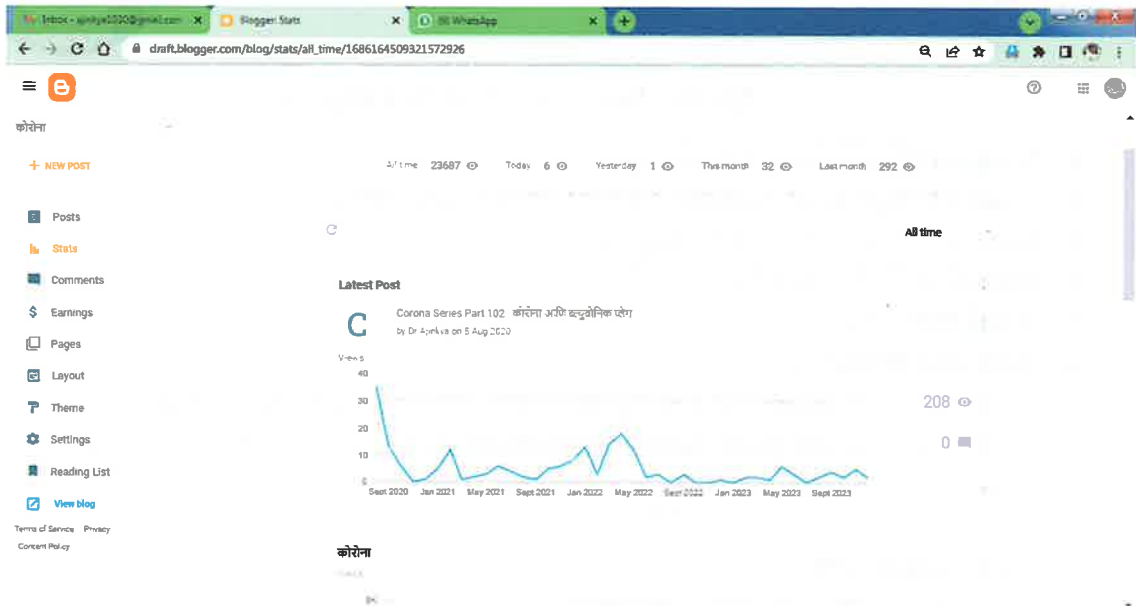 Blogger: Stats
WhatsApp
draft.blogger.com/blog/stats/all_time/1686164509321572926
कोरोना
NEW POST
All time 23687 Today 6 Yesterday 1 This month 32 Last month 292
Posts
Stats
All time
Comments
Latest Post
Earnings
Corona Series Part 102 कोरोना आणि
by Dr Ajinkya on 5 Aug 2020
Pages
Views
Layout
40
30
208
Theme
20
Settings
0
10
Reading List
0
Sept 2020 Jan 2021 May 2021 Sept 2021 Jan 2022 May 2022 Sept 2022 Jan 2023 May 2023 Sept 2023
View blog
Terms of Service Privacy
Content Policy
कोरोना